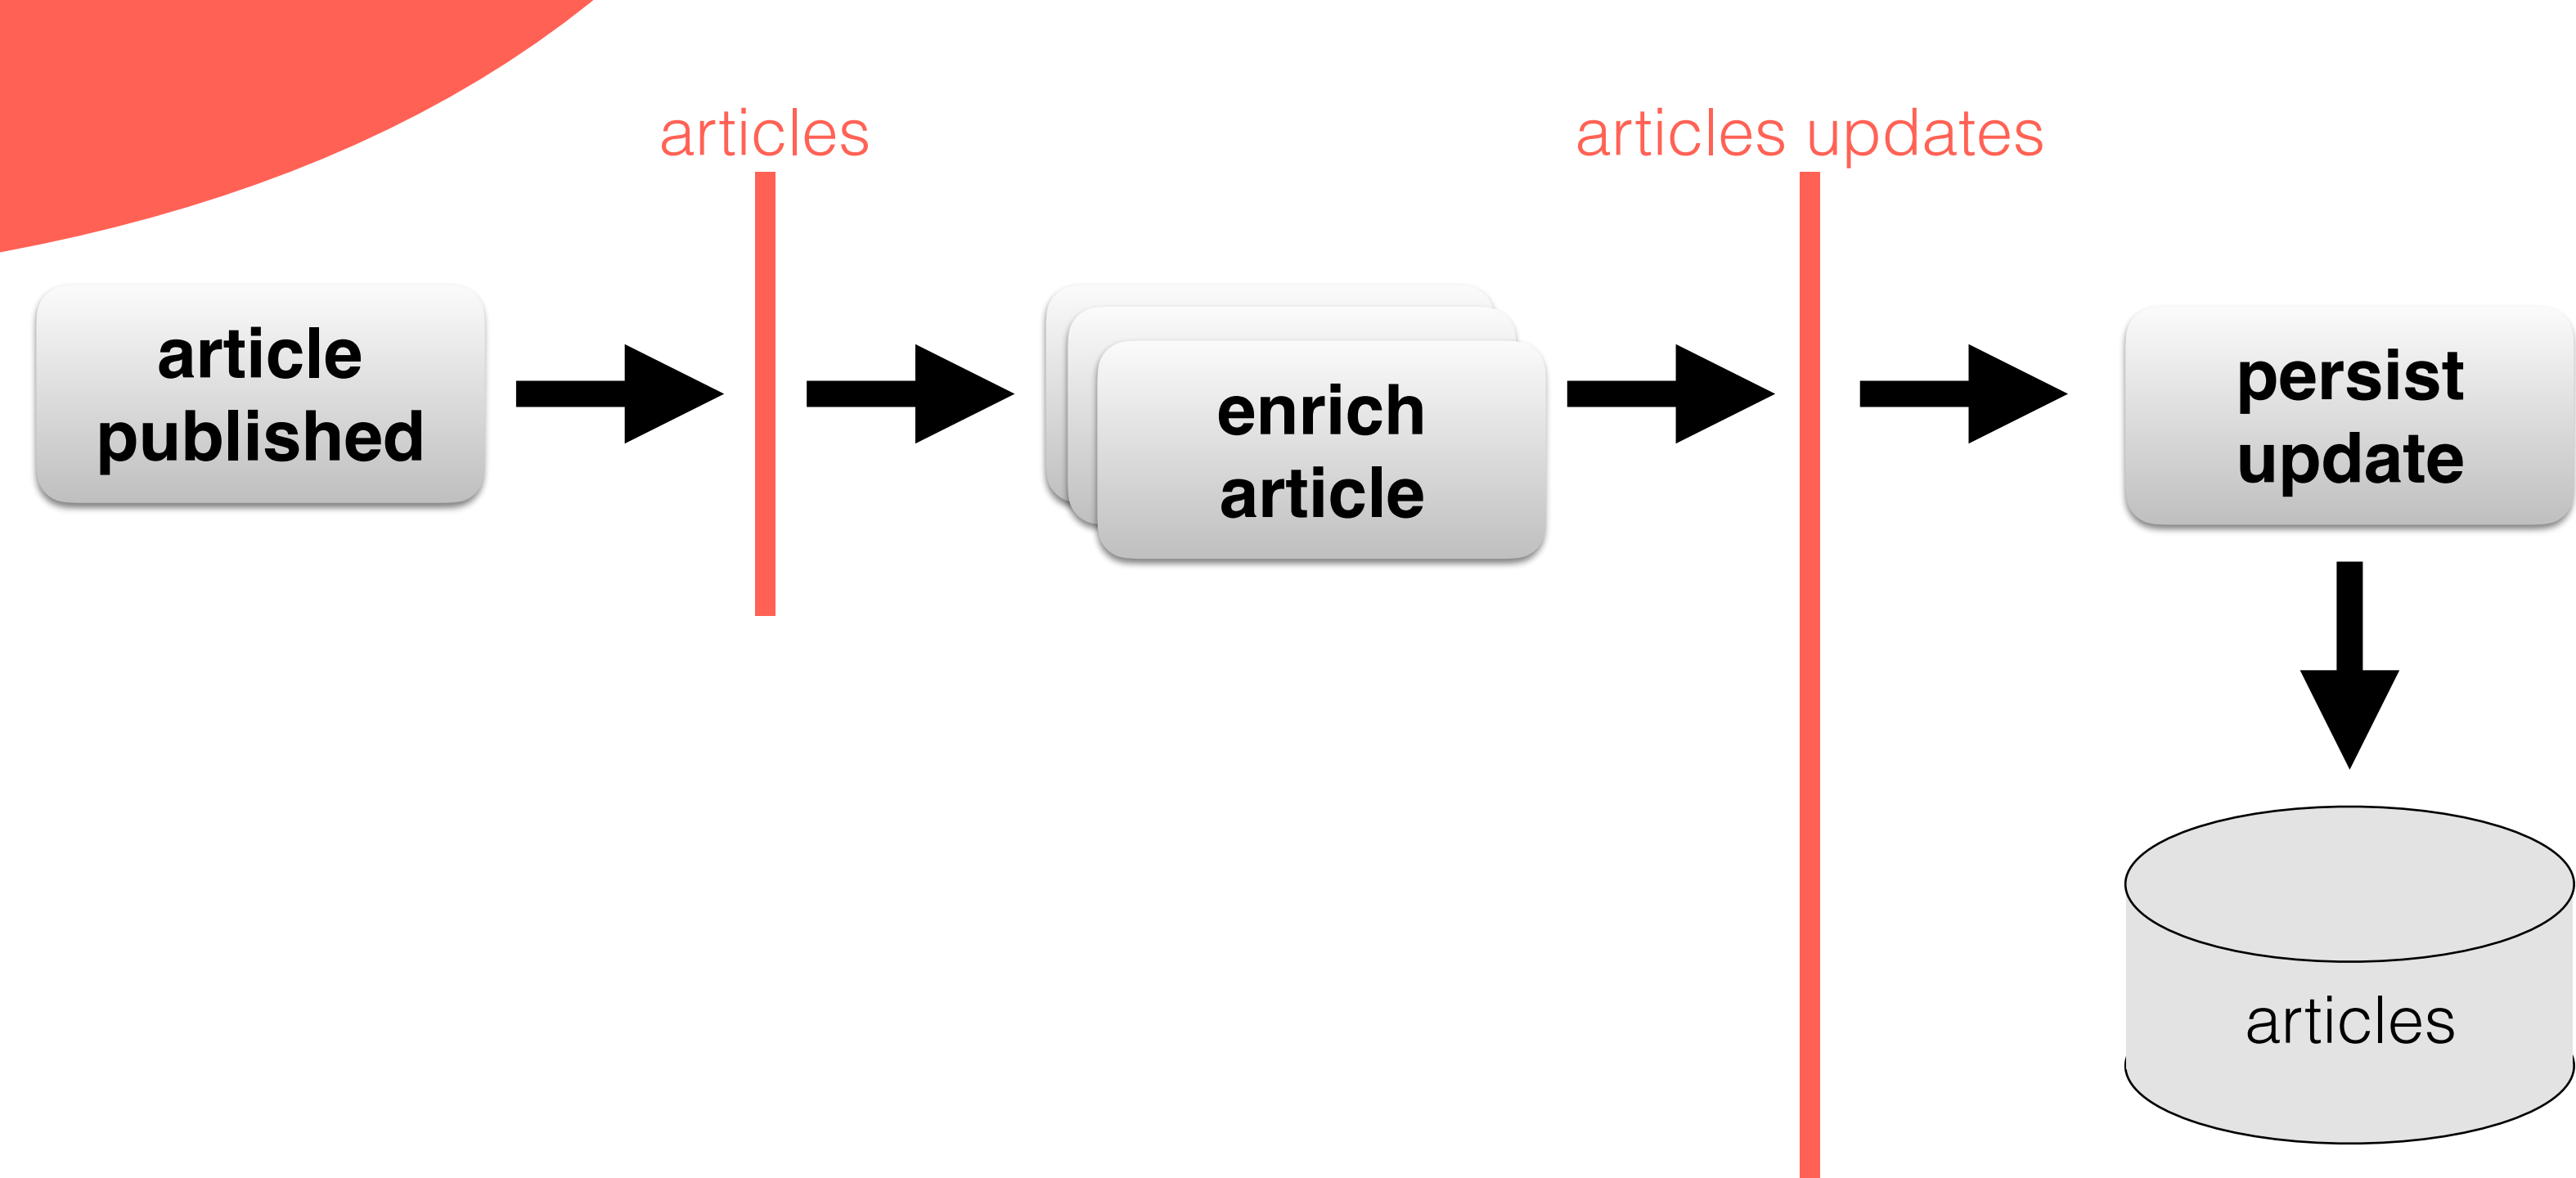 articles
articles updates
article
published
enrich
article
persist
update
articles